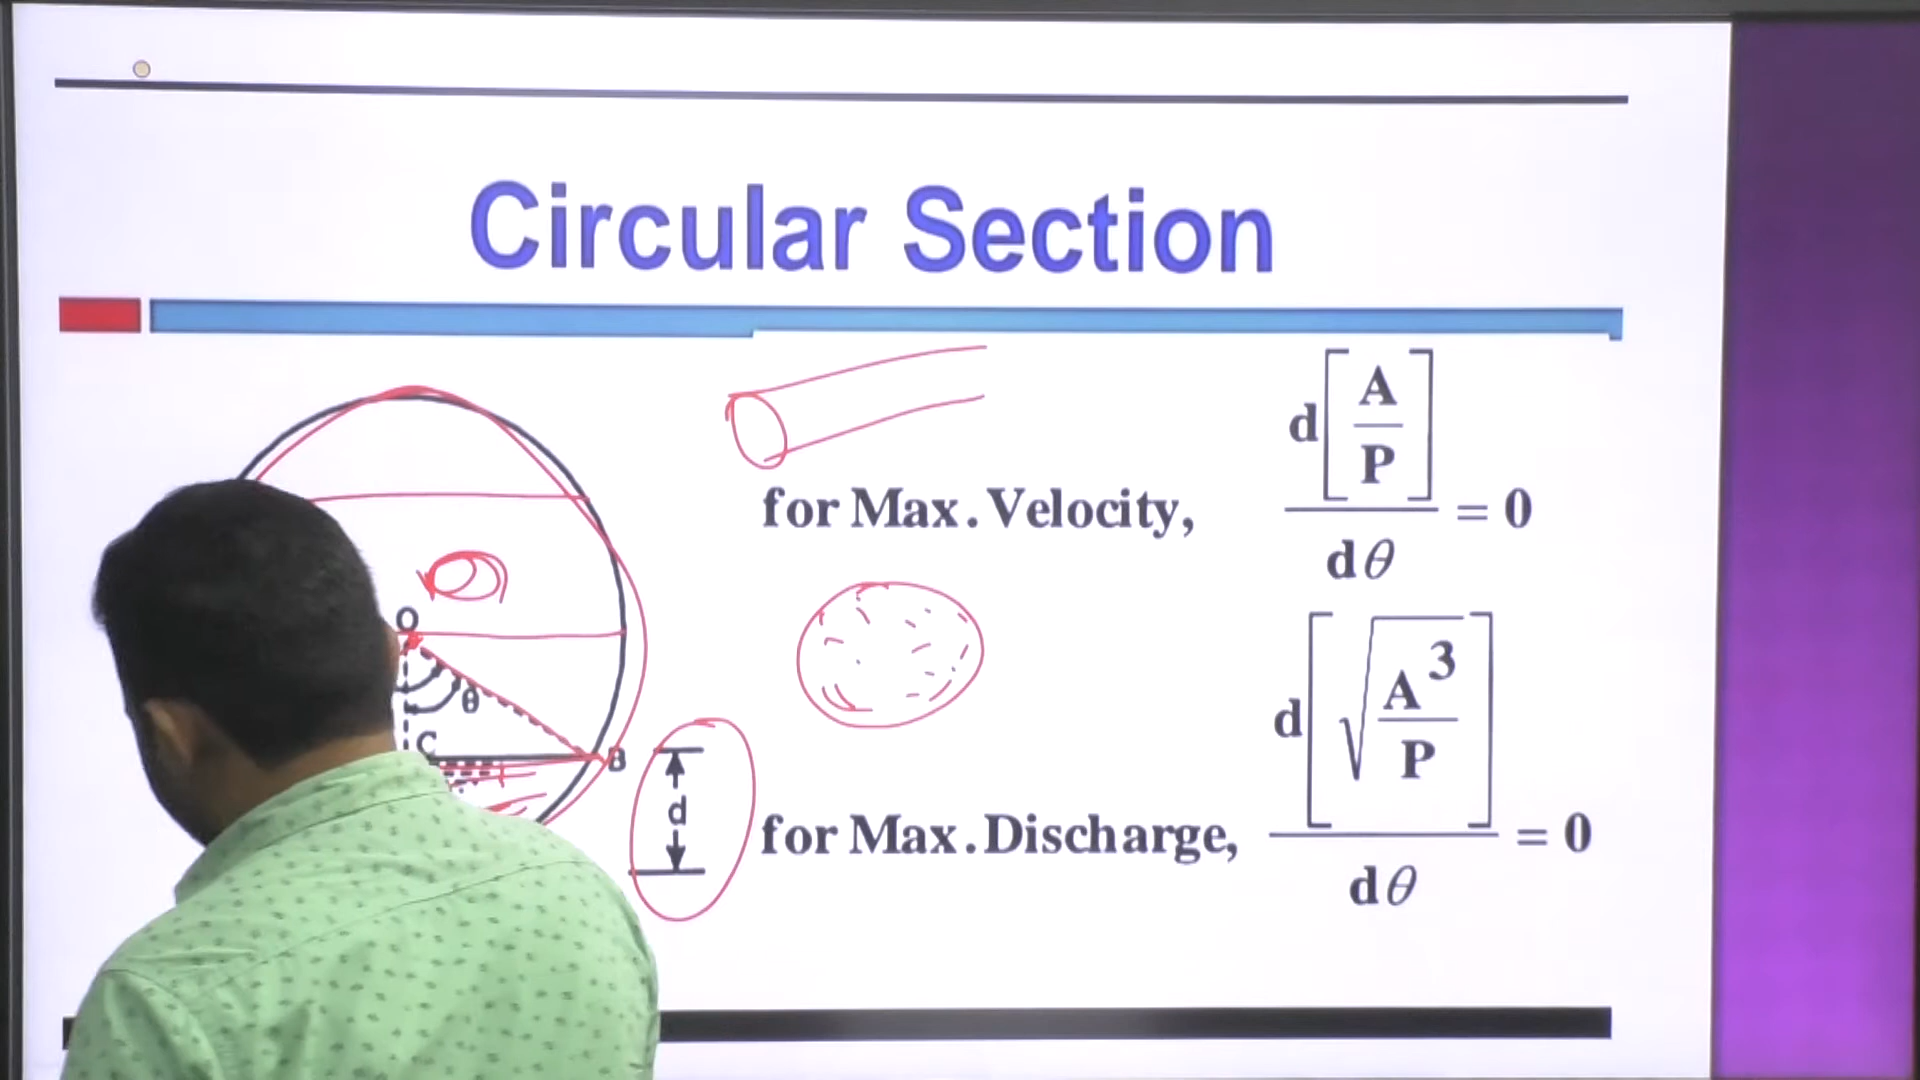 Circular Section
d[A/P]/dθ = 0
for Max. Velocity,
O
θ
C
B
d
d[√(A³/P)]/dθ = 0
for Max. Discharge,